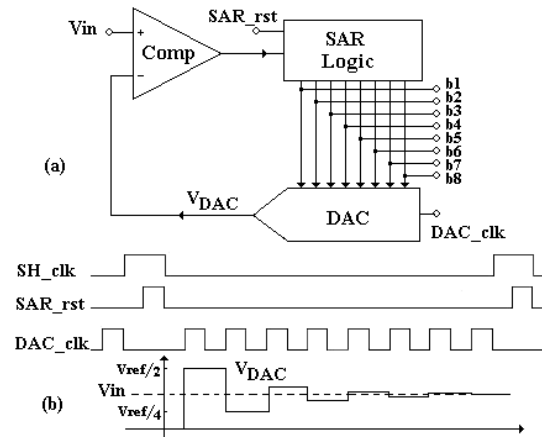 SAR_rst
Vin
+
Comp
−
SAR
Logic
b1
b2
b3
b4
b5
b6
b7
b8
(a)
VDAC
DAC
DAC_clk
SH_clk
SAR_rst
DAC_clk
Vref/2
VDAC
Vin
(b)
Vref/4